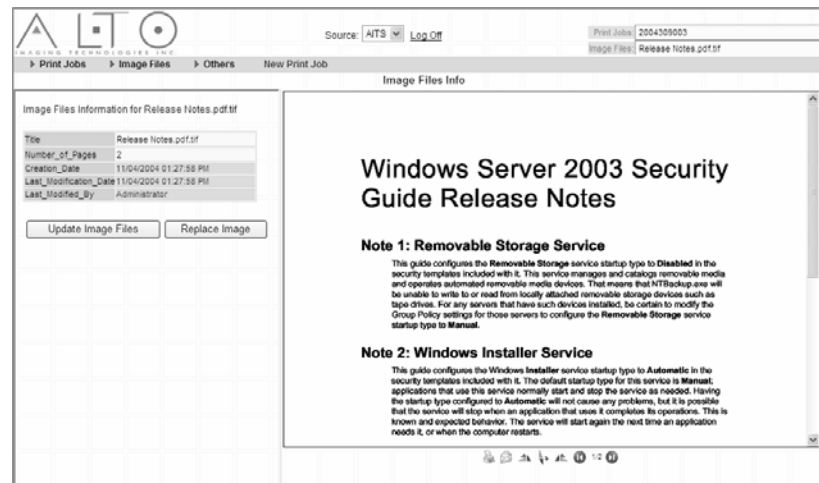 ALTO
IMAGING TECHNOLOGIES INC.
Source: AITS Log Off
Print Jobs: 2004309003
Image Files: Release Notes.pdf.tif
Print Jobs Image Files Others New Print Job
Image Files Info
Image Files Information for Release Notes.pdf.tif
Title Release Notes.pdf.tif
Number_of_Pages 2
Creation_Date 11/04/2004 01:27:58 PM
Last_Modification_Date 11/04/2004 01:27:58 PM
Last_Modified_By Administrator
Update Image Files Replace Image
Windows Server 2003 Security
Guide Release Notes
Note 1: Removable Storage Service
This guide configures the Removable Storage service startup type to Disabled in the
security templates included with it. This service manages and catalogs removable media
and operates automated removable media devices. That means that NTBackup.exe will
be unable to write to or read from locally attached removable storage devices such as
tape drives. For any servers that have such devices installed, be certain to modify the
Group Policy settings for those servers to configure the Removable Storage service
startup type to Manual.
Note 2: Windows Installer Service
This guide configures the Windows Installer service startup type to Automatic in the
security templates included with it. The default startup type for this service is Manual;
applications that use this service normally start and stop the service as needed. Having
the startup type configured to Automatic will not cause any problems, but it is possible
that the service will stop when an application that uses it completes its operations. This is
known and expected behavior. The service will start again the next time an application
needs it, or when the computer restarts.
1/2